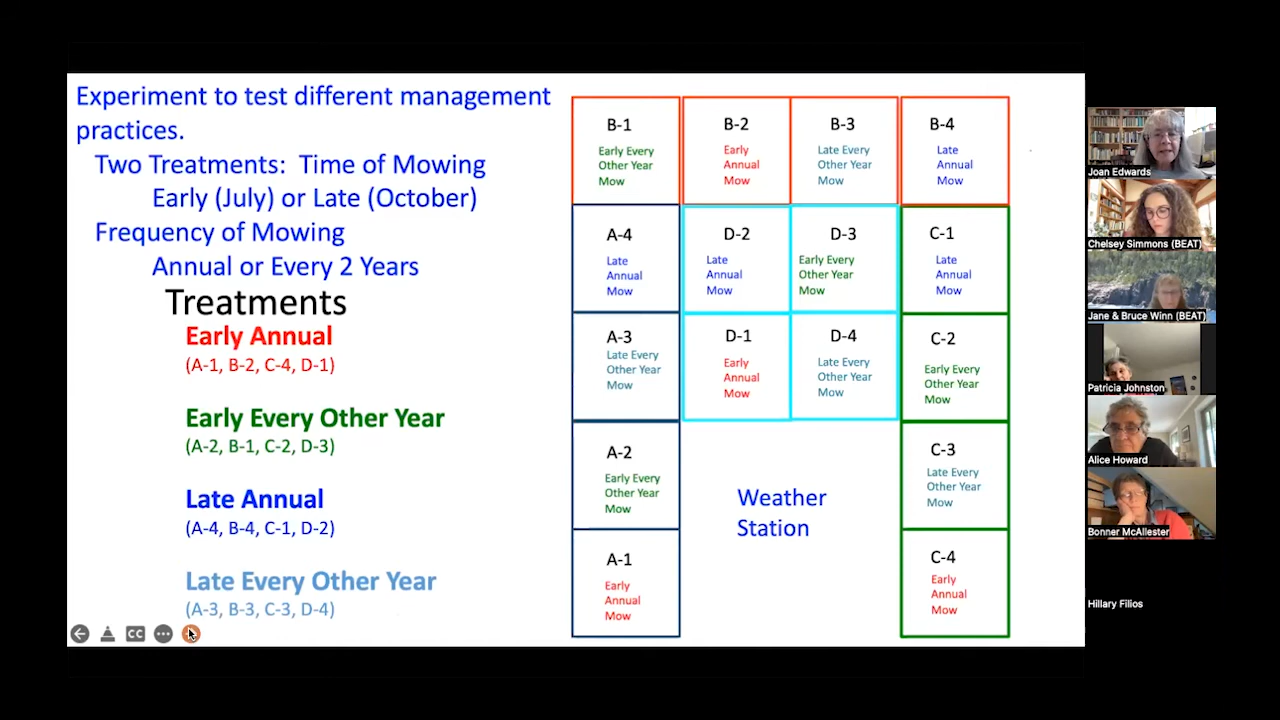 Experiment to test different management
practices.
Two Treatments: Time of Mowing
Early (July) or Late (October)
Frequency of Mowing
Annual or Every 2 Years
Treatments
Early Annual
(A-1, B-2, C-4, D-1)
Early Every Other Year
(A-2, B-1, C-2, D-3)
Late Annual
(A-4, B-4, C-1, D-2)
Late Every Other Year
(A-3, B-3, C-3, D-4)
CC
B-1
Early Every
Other Year
Mow
B-2
Early
Annual
Mow
B-3
Late Every
Other Year
Mow
B-4
Late
Annual
Mow
A-4
Late
Annual
Mow
D-2
Late
Annual
Mow
D-3
Early Every
Other Year
Mow
C-1
Late
Annual
Mow
A-3
Late Every
Other Year
Mow
D-1
Early
Annual
Mow
D-4
Late Every
Other Year
Mow
C-2
Early Every
Other Year
Mow
A-2
Early Every
Other Year
Mow
Weather
Station
C-3
Late Every
Other Year
Mow
A-1
Early
Annual
Mow
C-4
Early
Annual
Mow
Joan Edwards
Chelsey Simmons (BEAT)
Jane & Bruce Winn (BEAT)
Patricia Johnston
Alice Howard
Bonner McAllester
Hillary Filios